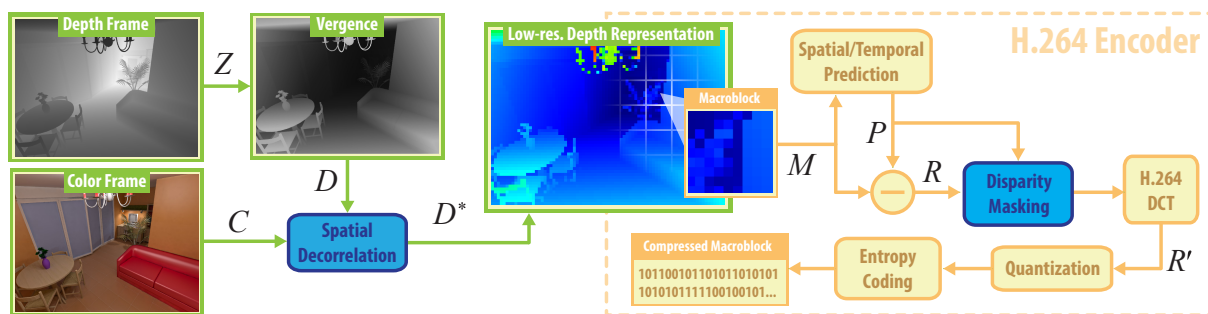 Depth Frame
Z
Vergence
D
Color Frame
C
Spatial
Decorrelation
D*
Low-res. Depth Representation
Macroblock
H.264 Encoder
M
Spatial/Temporal
Prediction
P
R
Disparity
Masking
H.264
DCT
R'
Quantization
Entropy
Coding
Compressed Macroblock
101100101101011010101
1010101111100100101...